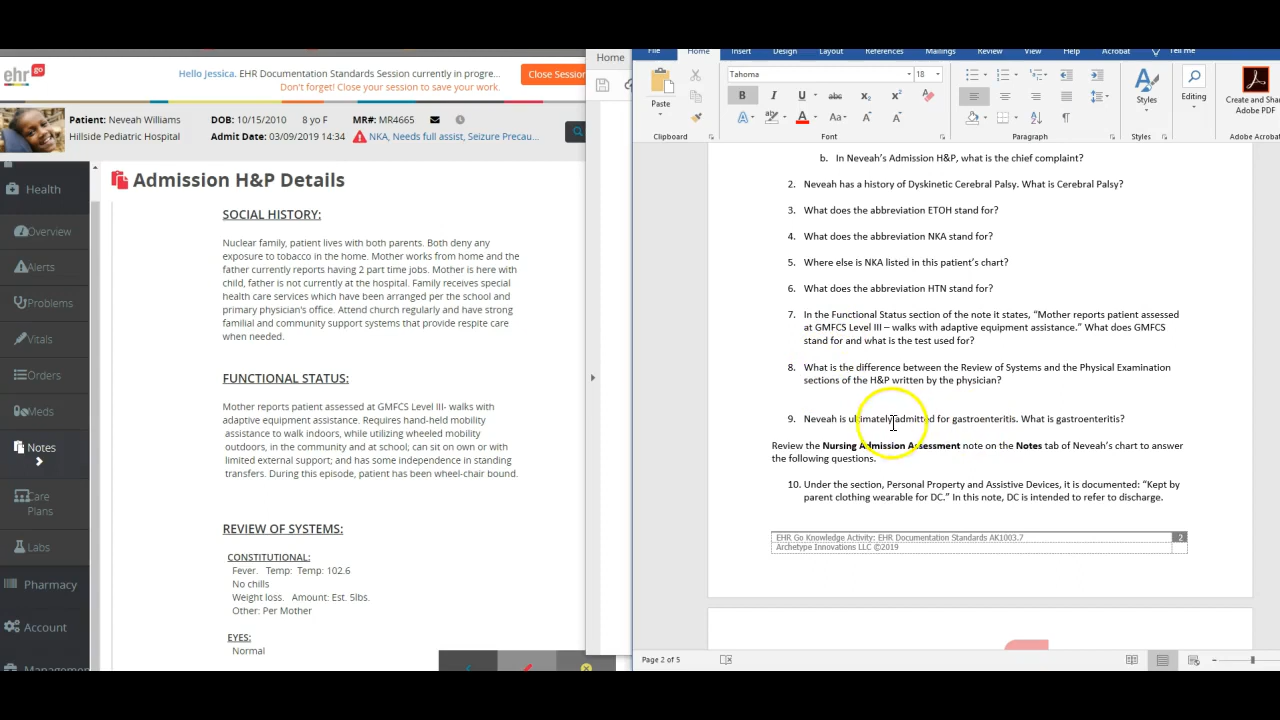 ehr go
Hello Jessica. EHR Documentation Standards Session currently in progre...
Don't forget! Close your session to save your work.
Close Session
Patient: Neveah Williams DOB: 10/15/2010 8 yo F MR#: MR4665
Hillside Pediatric Hospital Admit Date: 03/09/2019 14:34 NKA, Needs full assist, Seizure Precau...
Health
Overview
Alerts
Problems
Vitals
Orders
Meds
Notes
Care
Plans
Labs
Pharmacy
Account
Admission H&P Details
SOCIAL HISTORY:
Nuclear family, patient lives with both parents. Both deny any
exposure to tobacco in the home. Mother works from home and the
father currently reports having 2 part time jobs. Mother is here with
child, father is not currently at the hospital. Family receives special
health care services which have been arranged per the school and
primary physician's office. Attend church regularly and have strong
familial and community support systems that provide respite care
when needed.
FUNCTIONAL STATUS:
Mother reports patient assessed at GMFCS Level III- walks with
adaptive equipment assistance. Requires hand-held mobility
assistance to walk indoors, while utilizing wheeled mobility
outdoors, in the community and at school; can sit on own or with
limited external support; and has some independence in standing
transfers. During this episode, patient has been wheel-chair bound.
REVIEW OF SYSTEMS:
CONSTITUTIONAL:
Fever. Temp: Temp: 102.6
No chills
Weight loss. Amount: Est. 5lbs.
Other: Per Mother
EYES:
Normal
Home
File Home Insert Design Layout References Mailings Review View Help Acrobat Tell me
Paste
Clipboard
Tahoma 18
B I U abc x₂ x²
Font
Paragraph
Styles
Styles
Editing
Create and Share
Adobe PDF
Adobe Acrobat
b. In Neveah's Admission H&P, what is the chief complaint?
2. Neveah has a history of Dyskinetic Cerebral Palsy. What is Cerebral Palsy?
3. What does the abbreviation ETOH stand for?
4. What does the abbreviation NKA stand for?
5. Where else is NKA listed in this patient's chart?
6. What does the abbreviation HTN stand for?
7. In the Functional Status section of the note it states, "Mother reports patient assessed
at GMFCS Level III – walks with adaptive equipment assistance." What does GMFCS
stand for and what is the test used for?
8. What is the difference between the Review of Systems and the Physical Examination
sections of the H&P written by the physician?
9. Neveah is ultimately admitted for gastroenteritis. What is gastroenteritis?
Review the Nursing Admission Assessment note on the Notes tab of Neveah's chart to answer
the following questions.
10. Under the section, Personal Property and Assistive Devices, it is documented: "Kept by
parent clothing wearable for DC." In this note, DC is intended to refer to discharge.
EHR Go Knowledge Activity: EHR Documentation Standards AK1003.7 2
Archetype Innovations LLC ©2019
Page 2 of 5